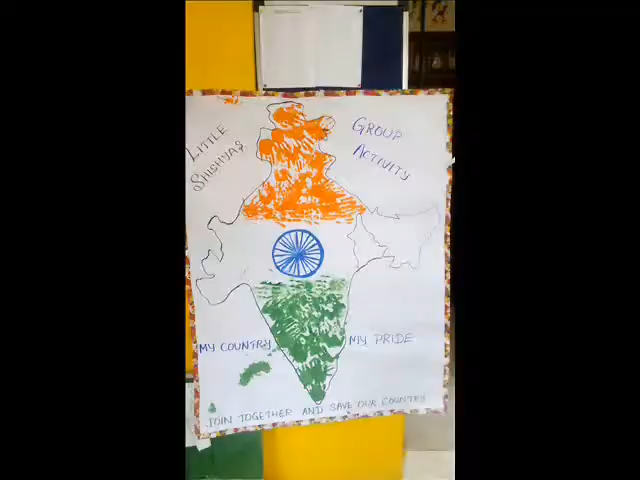 LITTLE
SHISHYAS
GROUP
ACTIVITY
MY COUNTRY MY PRIDE
JOIN TOGETHER AND SAVE OUR COUNTRY